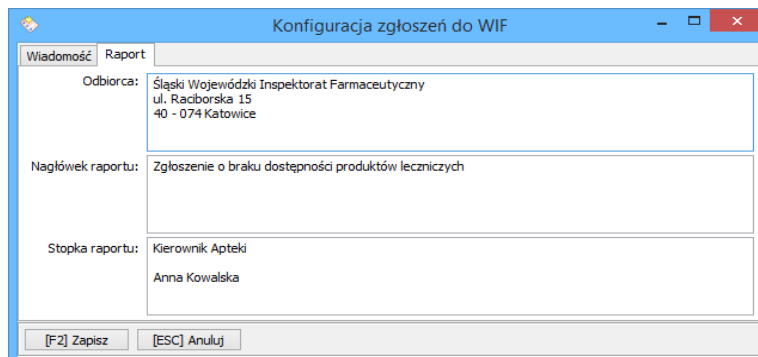 Konfiguracja zgłoszeń do WIF
Wiadomość Raport
Odbiorca: Śląski Wojewódzki Inspektorat Farmaceutyczny
ul. Raciborska 15
40 - 074 Katowice
Nagłówek raportu: Zgłoszenie o braku dostępności produktów leczniczych
Stopka raportu: Kierownik Apteki
Anna Kowalska
[F2] Zapisz [ESC] Anuluj